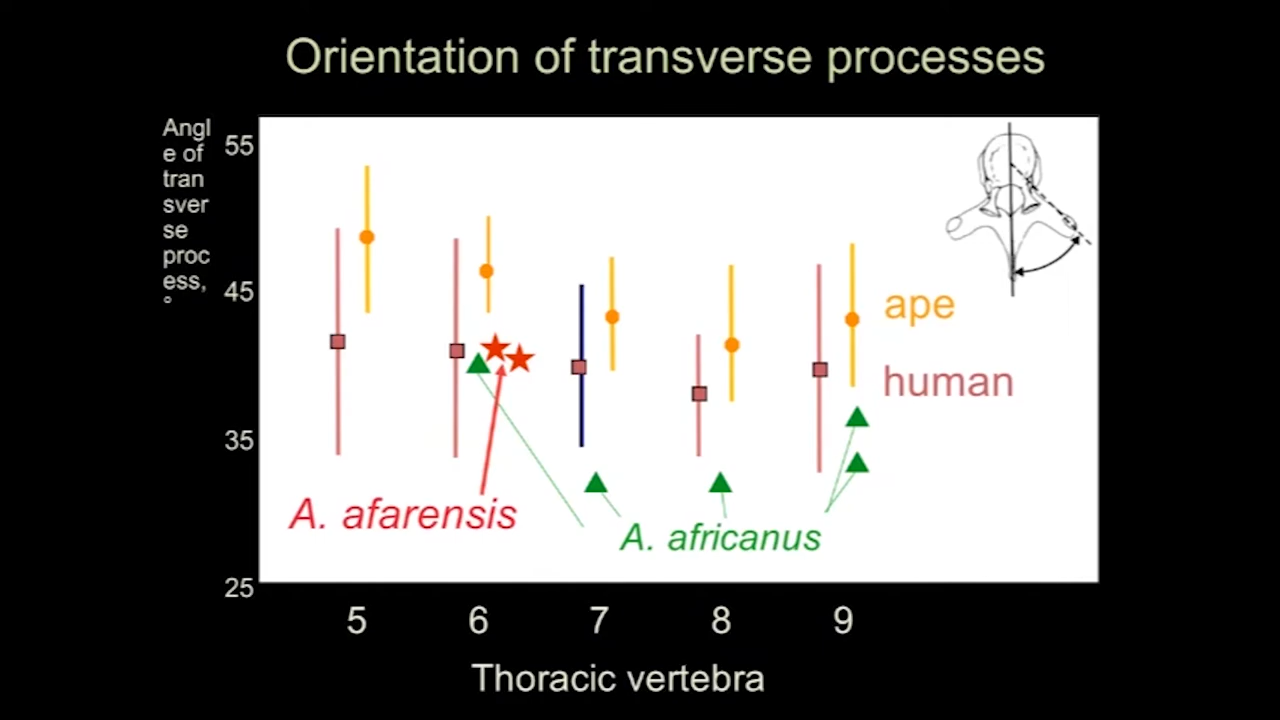 Orientation of transverse processes
Angl
e of
tran
sver
se
proc
ess,
°
55
45
35
25
ape
human
A. afarensis
A. africanus
5 6 7 8 9
Thoracic vertebra